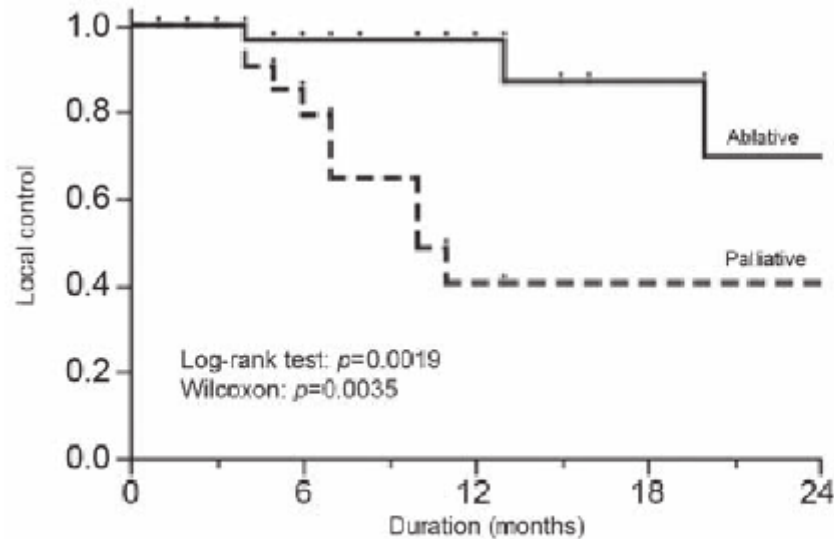 1.0
0.8
0.6
0.4
0.2
0.0
Local control
Ablative
Palliative
Log-rank test: p=0.0019
Wilcoxon: p=0.0035
0 6 12 18 24
Duration (months)